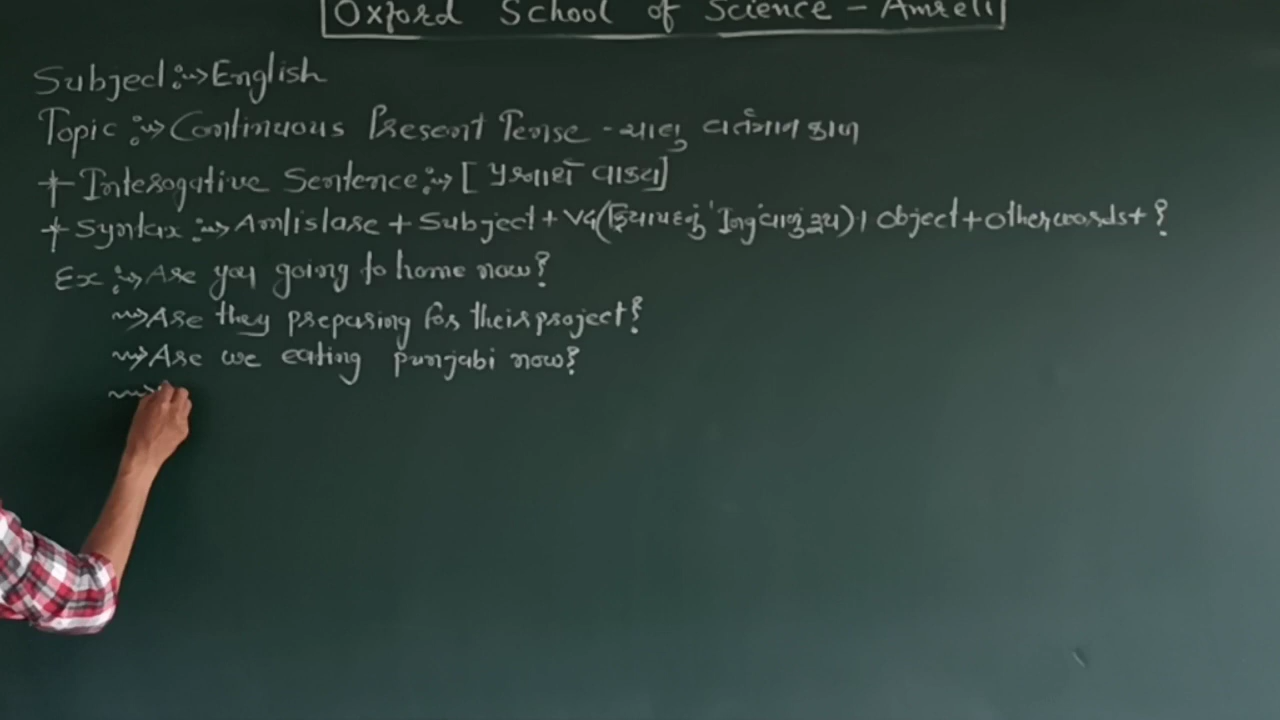 Oxford School of Science - Amreli
Subject :⇝ English
Topic :⇝ Continuous Present Tense - ચાલુ વર્તમાન કાળ
+ Interogative Sentence :⇝ [ પ્રશ્નાર્થ વાક્ય]
+ Syntax :⇝ Am|is|are + Subject + V4(ક્રિયાપદનું 'Ing' વાળું રૂપ) + object + other words + ?
Ex :⇝ Are you going to home now?
⇝ Are they preparing for their project?
⇝ Are we eating punjabi now?
⇝